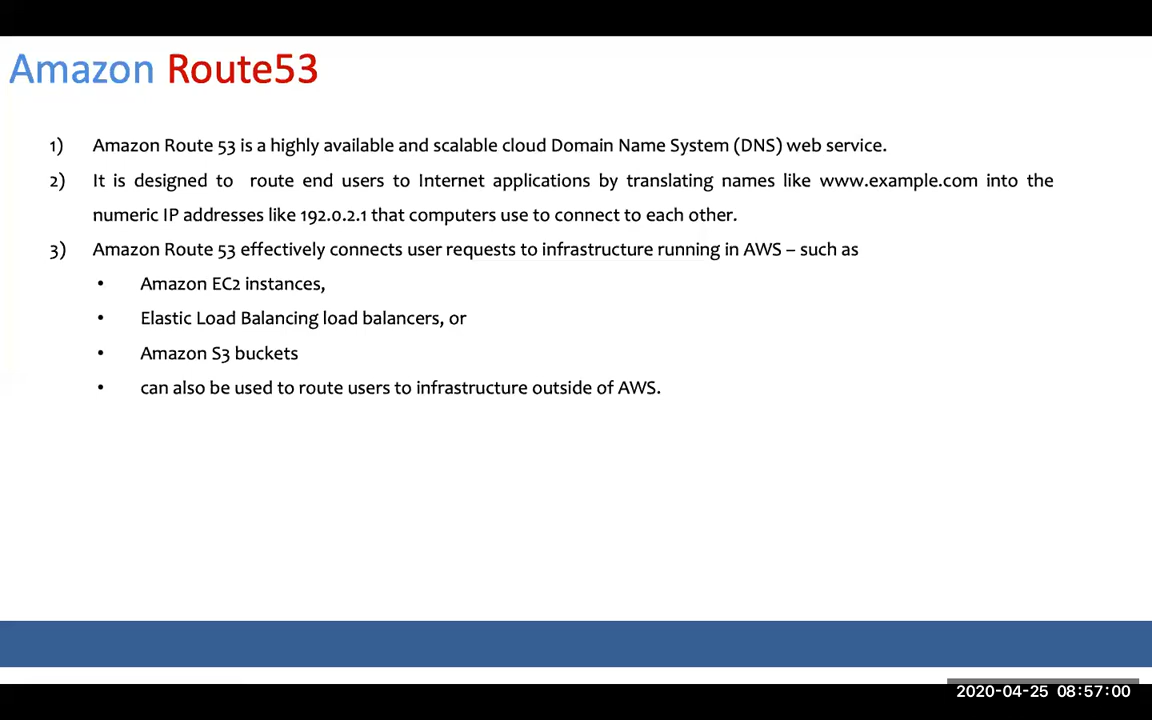 Amazon Route53
1) Amazon Route 53 is a highly available and scalable cloud Domain Name System (DNS) web service.
2) It is designed to route end users to Internet applications by translating names like www.example.com into the
numeric IP addresses like 192.0.2.1 that computers use to connect to each other.
3) Amazon Route 53 effectively connects user requests to infrastructure running in AWS – such as
• Amazon EC2 instances,
• Elastic Load Balancing load balancers, or
• Amazon S3 buckets
• can also be used to route users to infrastructure outside of AWS.
2020-04-25 08:57:00